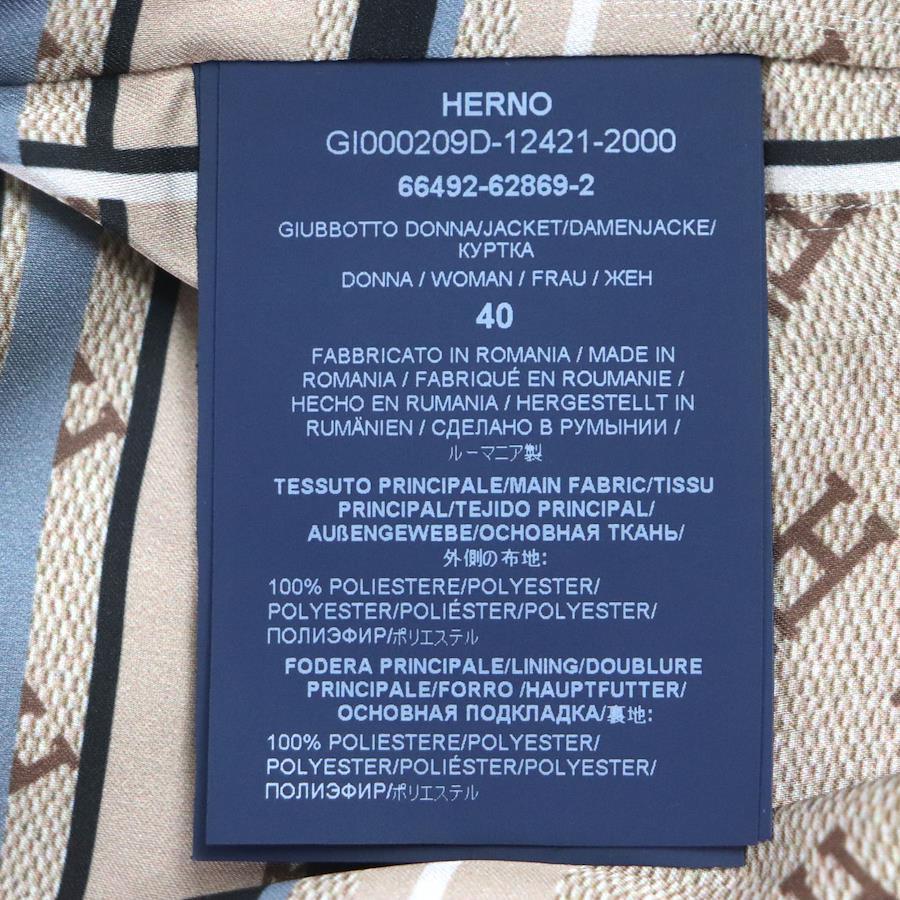 HERNO
GI000209D-12421-2000
66492-62869-2
GIUBBOTTO DONNA/JACKET/DAMENJACKE/
КУРТКА
DONNA / WOMAN / FRAU / ЖЕН
40
FABBRICATO IN ROMANIA / MADE IN
ROMANIA / FABRIQUÉ EN ROUMANIE /
HECHO EN RUMANIA / HERGESTELLT IN
RUMÄNIEN / СДЕЛАНО В РУМЫНИИ /
ルーマニア製
TESSUTO PRINCIPALE/MAIN FABRIC/TISSU
PRINCIPAL/TEJIDO PRINCIPAL/
AUßENGEWEBE/ОСНОВНАЯ ТКАНЬ/
外側の布地:
100% POLIESTERE/POLYESTER/
POLYESTER/POLIÉSTER/POLYESTER/
ПОЛИЭФИР/ポリエステル
FODERA PRINCIPALE/LINING/DOUBLURE
PRINCIPALE/FORRO /HAUPTFUTTER/
ОСНОВНАЯ ПОДКЛАДКА/裏地:
100% POLIESTERE/POLYESTER/
POLYESTER/POLIÉSTER/POLYESTER/
ПОЛИЭФИР/ポリエステル
H
H